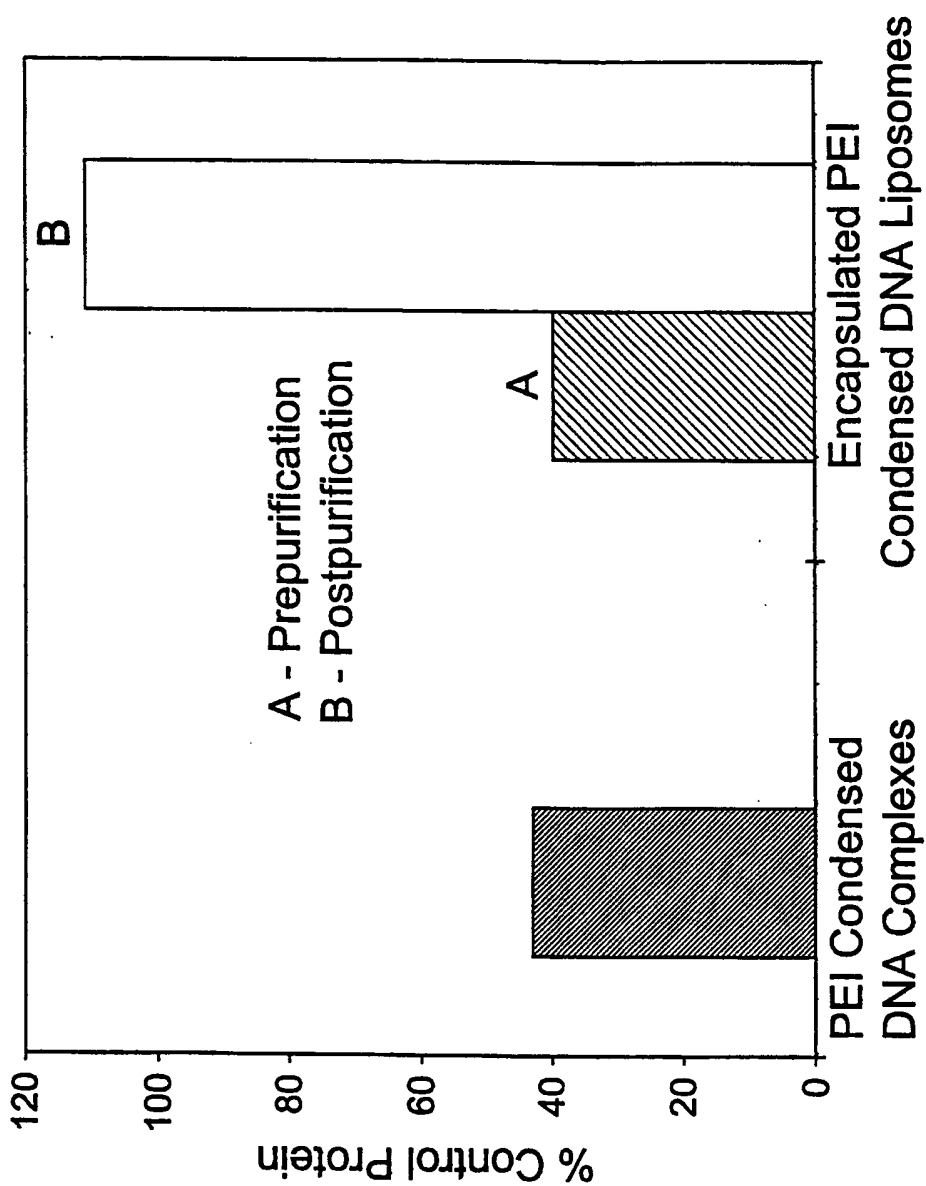 % Control Protein
120
100
80
60
40
20
0
A - Prepurification
B - Postpurification
A
B
PEI Condensed
DNA Complexes
Encapsulated PEI
Condensed DNA Liposomes